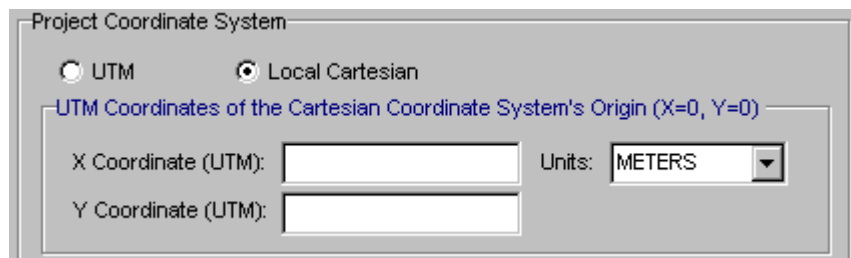 Project Coordinate System
UTM Local Cartesian
UTM Coordinates of the Cartesian Coordinate System's Origin (X=0, Y=0)
X Coordinate (UTM): Units: METERS
Y Coordinate (UTM):